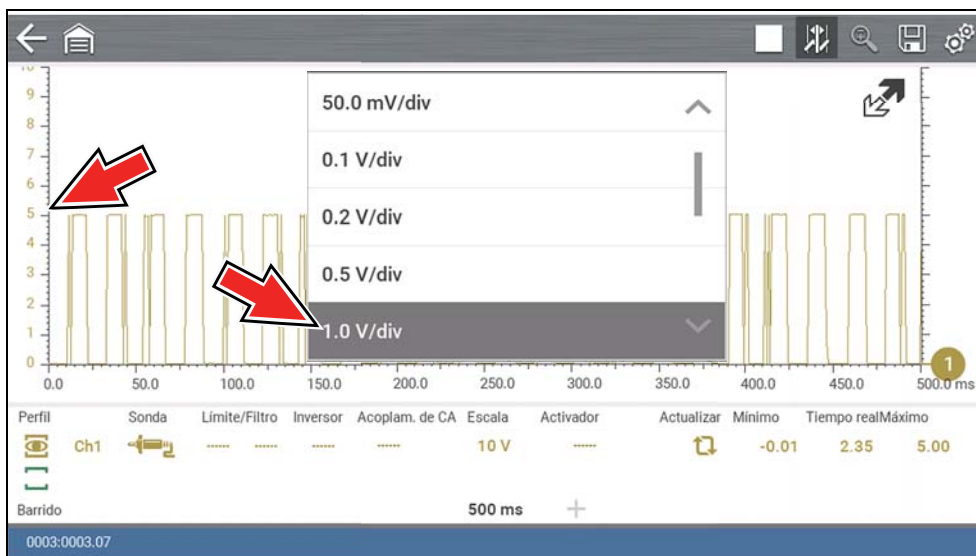 10
9
8
7
6
5
4
3
2
1
0
50.0 mV/div
0.1 V/div
0.2 V/div
0.5 V/div
1.0 V/div
1
0.0 50.0 100.0 150.0 200.0 250.0 300.0 350.0 400.0 450.0 500.0 ms
Perfil Sonda Límite/Filtro Inversor Acoplam. de CA Escala Activador Actualizar Mínimo Tiempo real Máximo
Ch1 ------ ------ ------ ------ 10 V ------ -0.01 2.35 5.00
Barrido 500 ms +
0003:0003.07